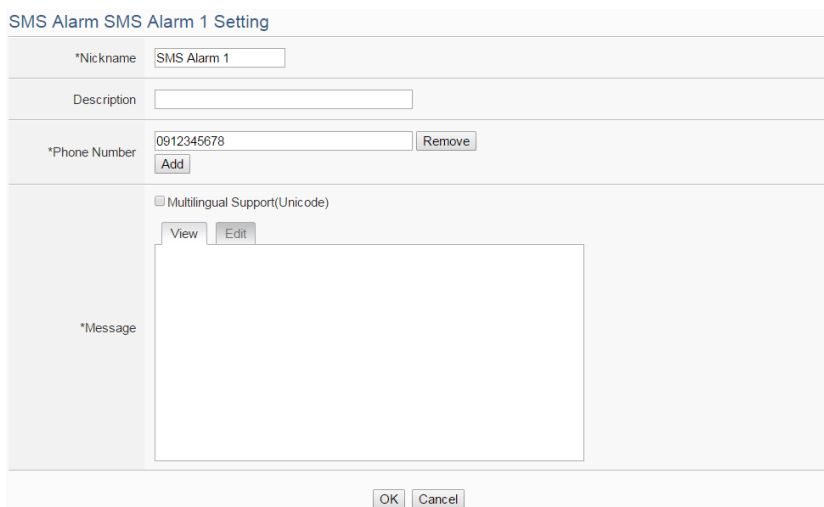 SMS Alarm SMS Alarm 1 Setting
*Nickname SMS Alarm 1
Description
*Phone Number 0912345678 Remove
Add
Multilingual Support(Unicode)
View Edit
*Message
OK Cancel